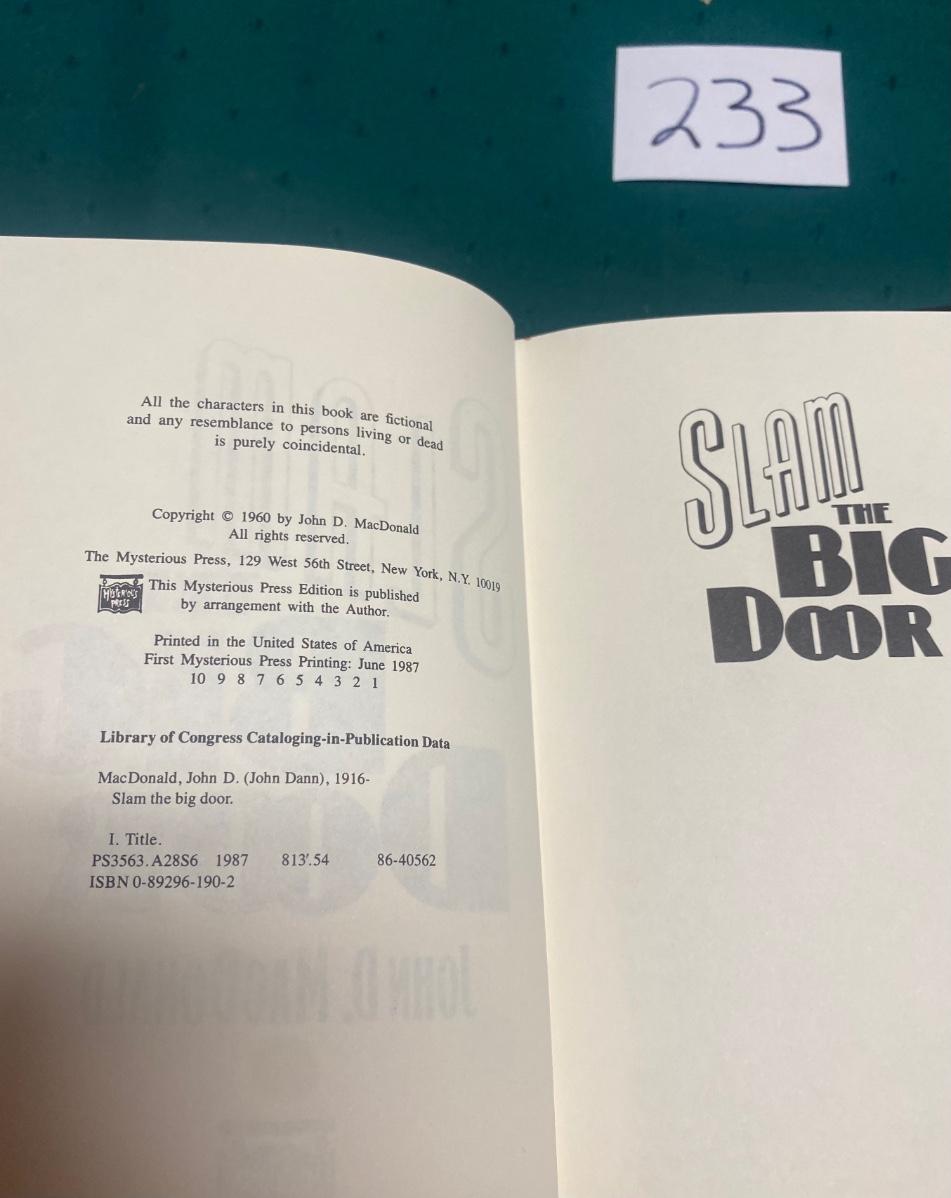 233
All the characters in this book are fictional
and any resemblance to persons living or dead
is purely coincidental.
Copyright © 1960 by John D. MacDonald
All rights reserved.
The Mysterious Press, 129 West 56th Street, New York, N.Y. 10019
MYSTERIOUS
PRESS
This Mysterious Press Edition is published
by arrangement with the Author.
Printed in the United States of America
First Mysterious Press Printing: June 1987
10 9 8 7 6 5 4 3 2 1
Library of Congress Cataloging-in-Publication Data
MacDonald, John D. (John Dann), 1916-
Slam the big door.
I. Title.
PS3563.A28S6 1987 813'.54 86-40562
ISBN 0-89296-190-2
SLAM
THE
BIG
DOOR
JOHN D. MACDONALD